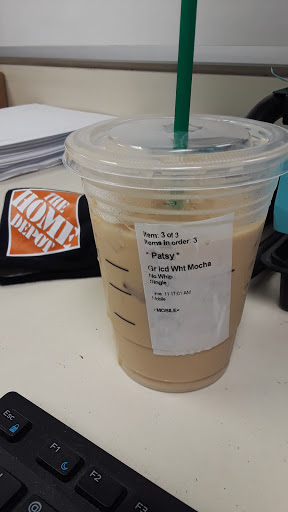 THE
HOME
DEPOT
Item: 3 of 3
Items in order: 3
" Patsy "
Gr Icd Wht Mocha
No Whip
Single
11:17:01 AM
Mobile
>MOBILE<
Esc
F1
F2
@